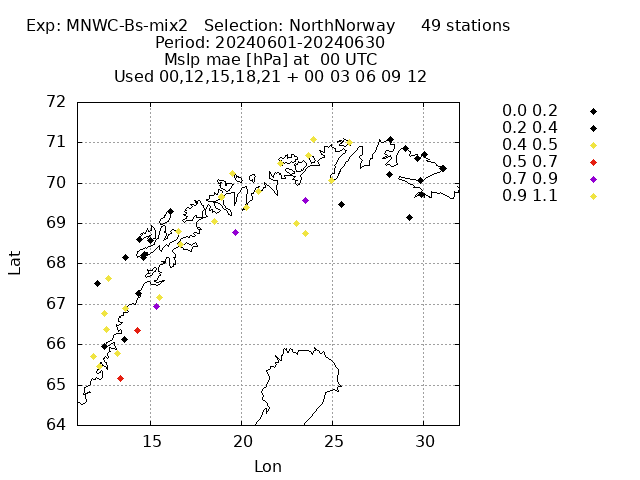 Exp: MNWC-Bs-mix2   Selection: NorthNorway     49 stations
Period: 20240601-20240630
Mslp mae [hPa] at  00 UTC
Used 00,12,15,18,21 + 00 03 06 09 12
0.0 0.2
0.2 0.4
0.4 0.5
0.5 0.7
0.7 0.9
0.9 1.1
72
71
70
69
68
67
66
65
64
Lat
15 20 25 30
Lon